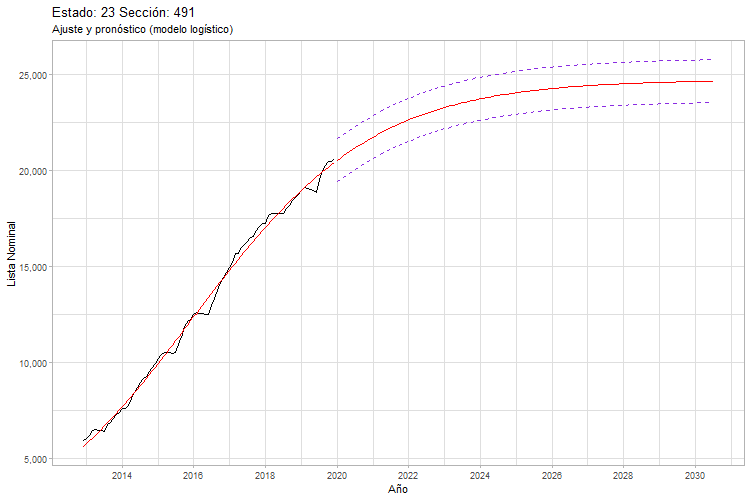 Estado: 23 Sección: 491
Ajuste y pronóstico (modelo logístico)
25,000
20,000
15,000
10,000
5,000
Lista Nominal
2014 2016 2018 2020 2022 2024 2026 2028 2030
Año